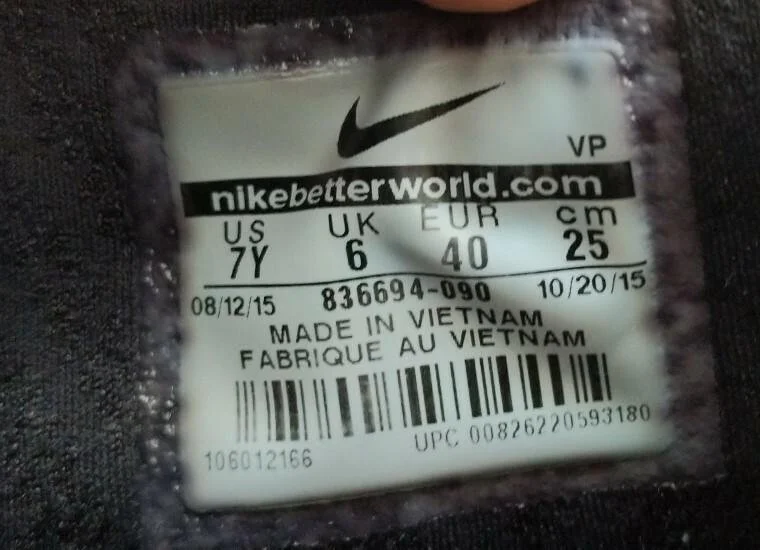 VP
nikebetterworld.com
US UK EUR cm
7Y 6 40 25
08/12/15 836694-090 10/20/15
MADE IN VIETNAM
FABRIQUE AU VIETNAM
106012166 UPC 00826220593180